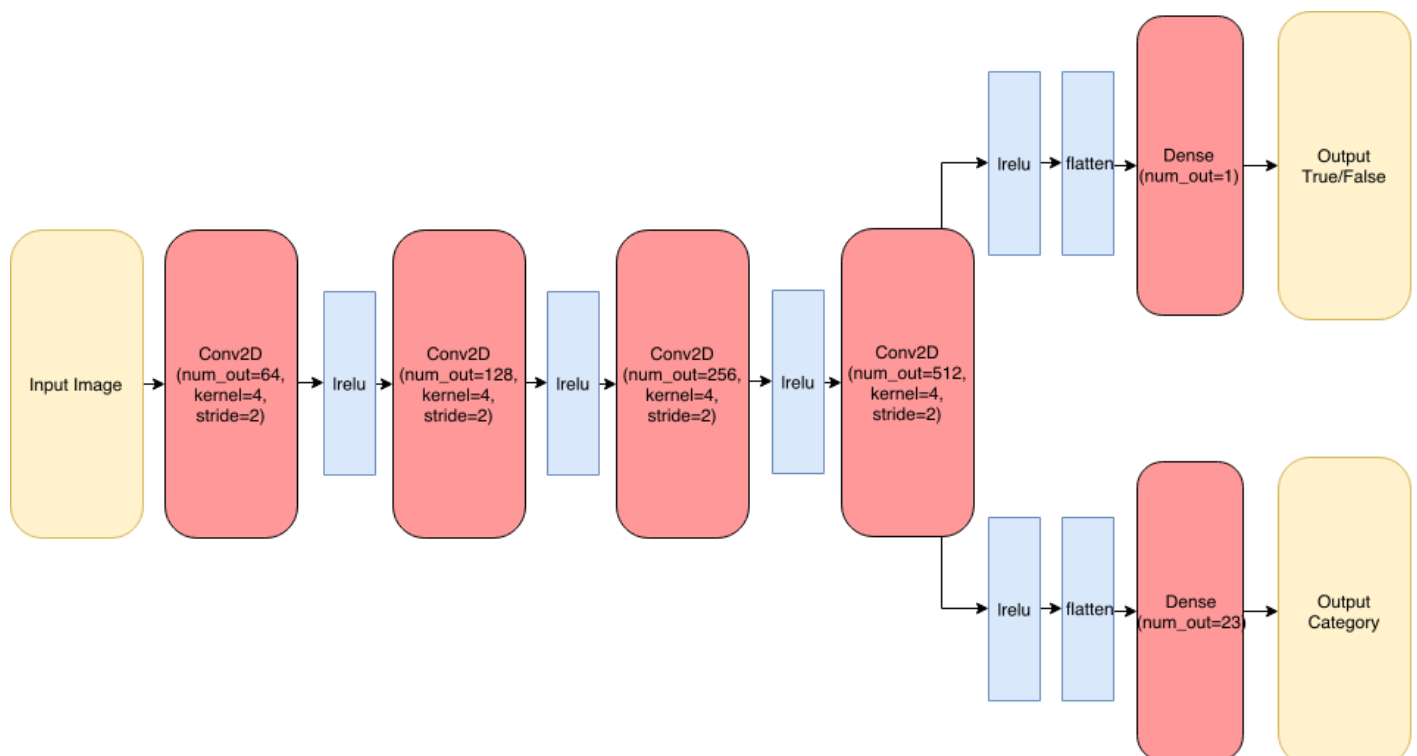 Input Image
Conv2D
(num_out=64,
kernel=4,
stride=2)
lrelu
Conv2D
(num_out=128,
kernel=4,
stride=2)
lrelu
Conv2D
(num_out=256,
kernel=4,
stride=2)
lrelu
Conv2D
(num_out=512,
kernel=4,
stride=2)
lrelu
flatten
Dense
(num_out=1)
Output
True/False
lrelu
flatten
Dense
(num_out=23)
Output
Category